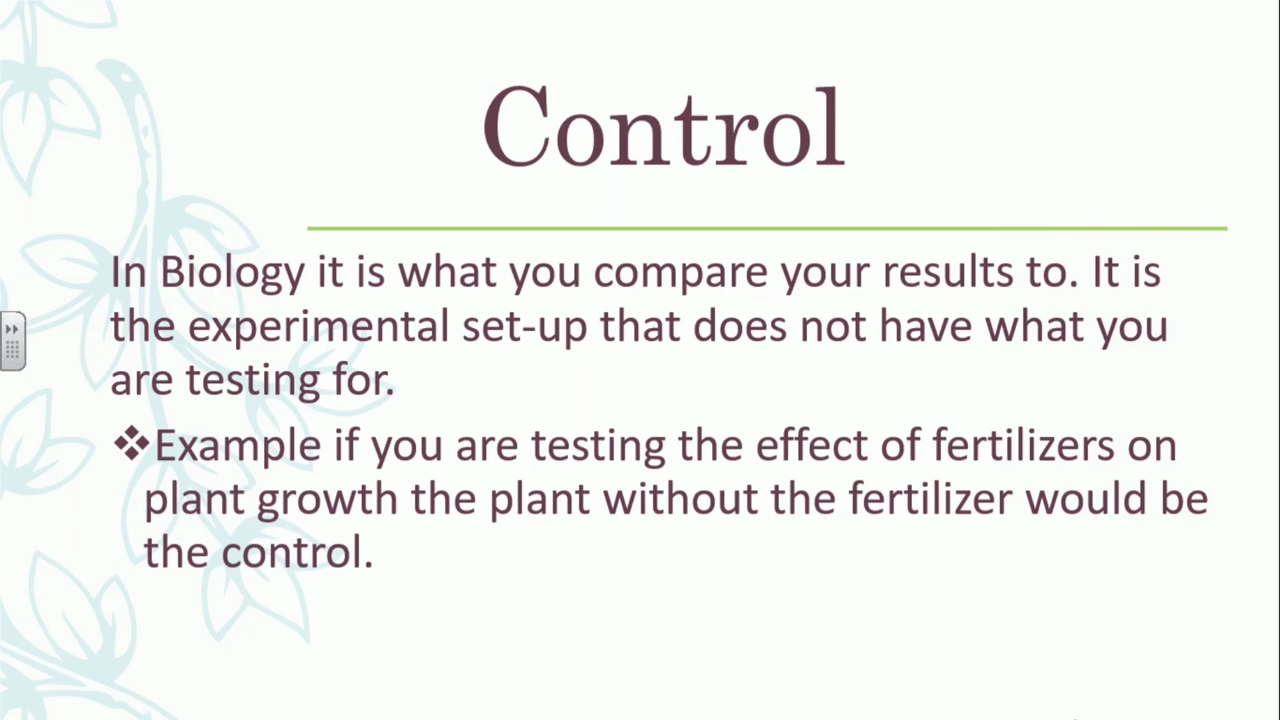 Control
In Biology it is what you compare your results to. It is
the experimental set-up that does not have what you
are testing for.
❖Example if you are testing the effect of fertilizers on
plant growth the plant without the fertilizer would be
the control.